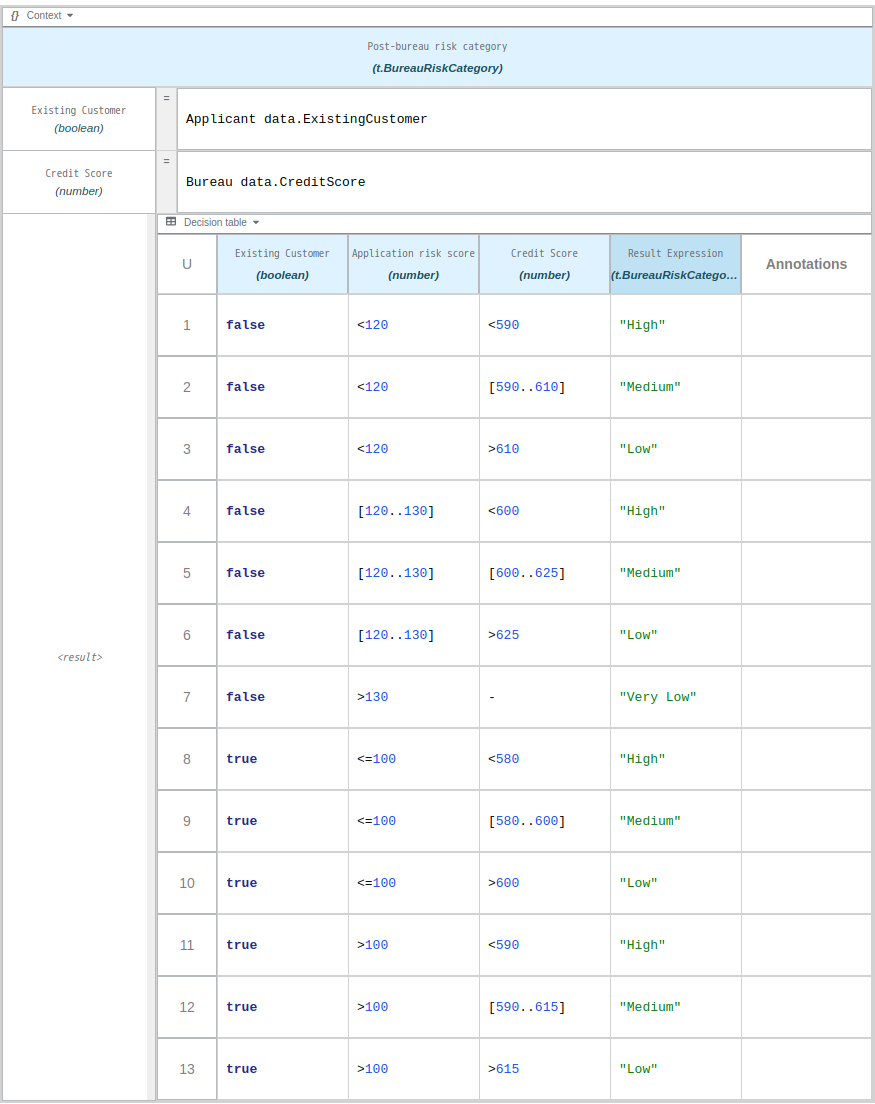 {} Context
Post-bureau risk category
(t.BureauRiskCategory)
Existing Customer
(boolean)
=
Applicant data.ExistingCustomer
Credit Score
(number)
=
Bureau data.CreditScore
<result>
Decision table
U Existing Customer (boolean) Application risk score (number) Credit Score (number) Result Expression (t.BureauRiskCatego… Annotations
1 false <120 <590 "High"
2 false <120 [590..610] "Medium"
3 false <120 >610 "Low"
4 false [120..130] <600 "High"
5 false [120..130] [600..625] "Medium"
6 false [120..130] >625 "Low"
7 false >130 - "Very Low"
8 true <=100 <580 "High"
9 true <=100 [580..600] "Medium"
10 true <=100 >600 "Low"
11 true >100 <590 "High"
12 true >100 [590..615] "Medium"
13 true >100 >615 "Low"